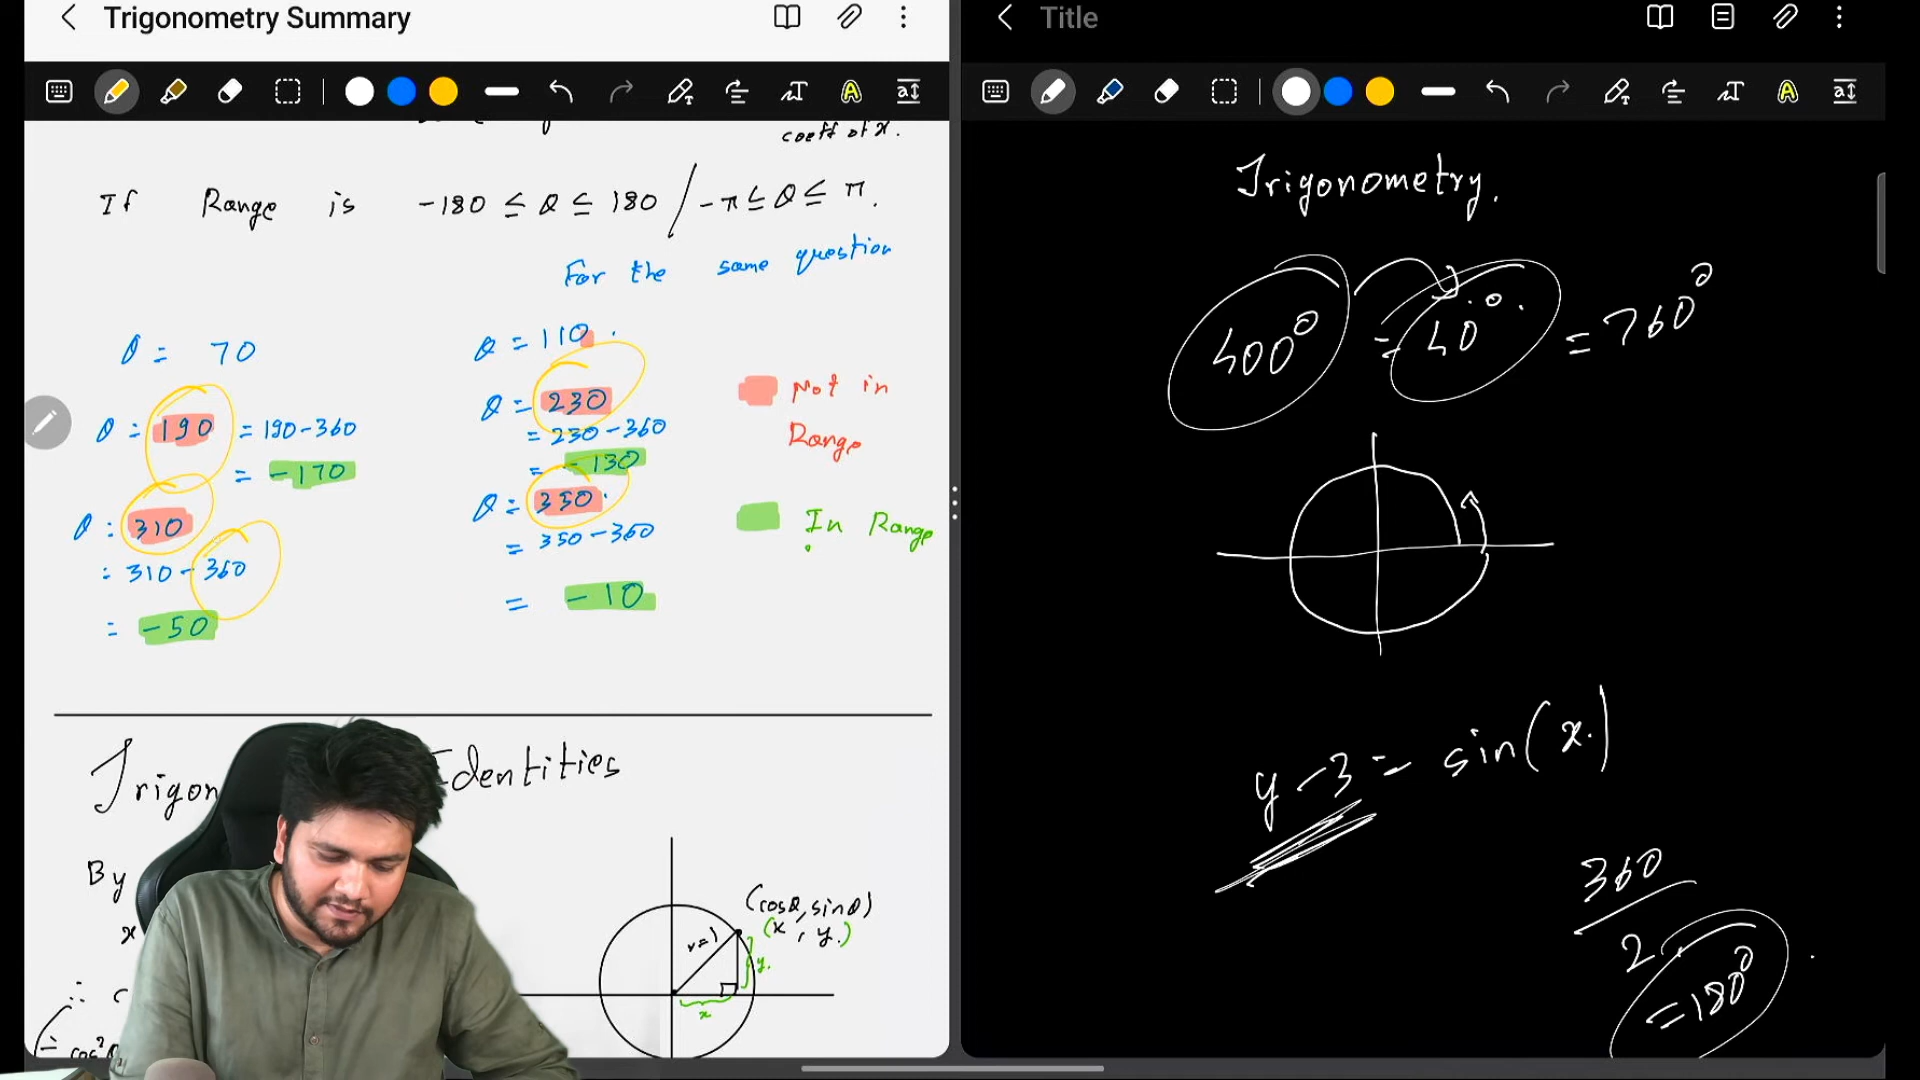 Trigonometry Summary
coeff of x.
If Range is -180 ≤ θ ≤ 180 / -π ≤ θ ≤ π.
For the same question
θ = 70
θ = 190 = 190-360
= -170
θ : 310
= 310 - 360
= -50
θ = 110
θ = 230
= 230-360
= -130
θ = 350
= 350-360
= -10
Not in
Range
In Range
Trigon Identities
By
x
∴ c
= cos²θ
(cosθ, sinθ)
(x, y.)
r=1
y.
x
Title
Trigonometry.
400° = 40° = 760°
y-3 = sin(x)
360
2
= 180°